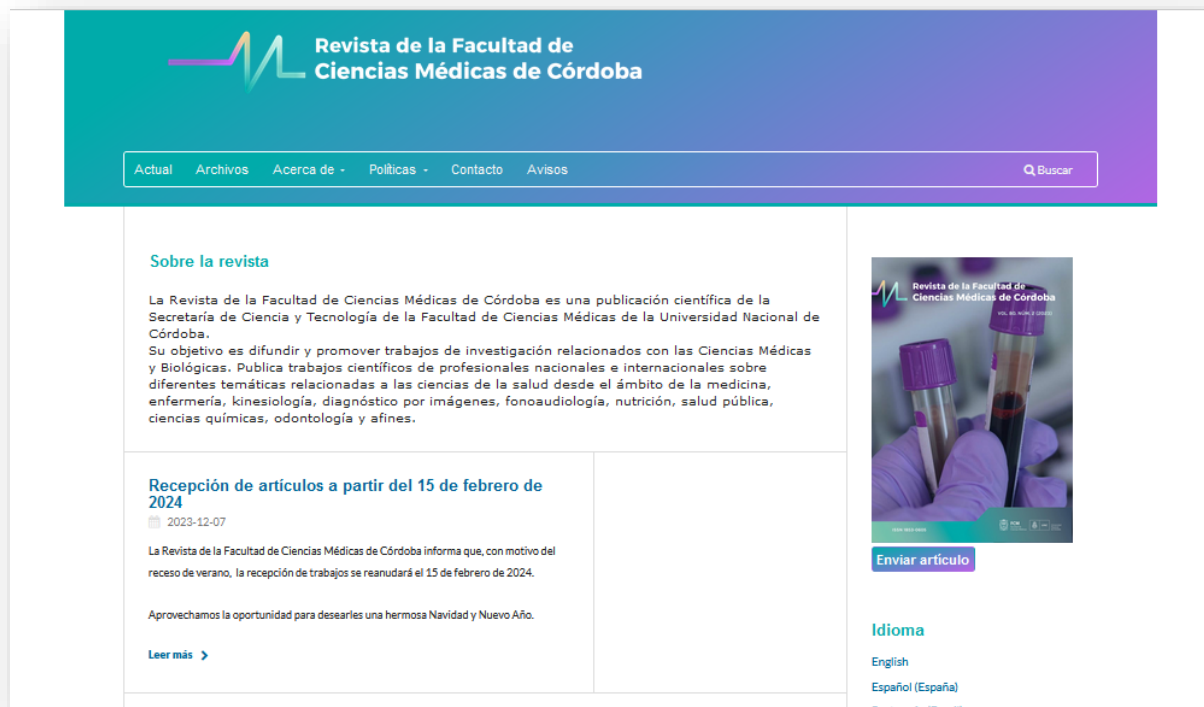 Revista de la Facultad de
Ciencias Médicas de Córdoba
Actual Archivos Acerca de - Políticas - Contacto Avisos Buscar
Sobre la revista
La Revista de la Facultad de Ciencias Médicas de Córdoba es una publicación científica de la
Secretaría de Ciencia y Tecnología de la Facultad de Ciencias Médicas de la Universidad Nacional de
Córdoba.
Su objetivo es difundir y promover trabajos de investigación relacionados con las Ciencias Médicas
y Biológicas. Publica trabajos científicos de profesionales nacionales e internacionales sobre
diferentes temáticas relacionadas a las ciencias de la salud desde el ámbito de la medicina,
enfermería, kinesiología, diagnóstico por imágenes, fonoaudiología, nutrición, salud pública,
ciencias químicas, odontología y afines.
Recepción de artículos a partir del 15 de febrero de
2024
2023-12-07
La Revista de la Facultad de Ciencias Médicas de Córdoba informa que, con motivo del
receso de verano, la recepción de trabajos se reanudará el 15 de febrero de 2024.
Aprovechamos la oportunidad para desearles una hermosa Navidad y Nuevo Año.
Leer más
Revista de la Facultad de
Ciencias Médicas de Córdoba
VOL. 80, NÚM. 2 (2023)
FCM
Enviar artículo
Idioma
English
Español (España)